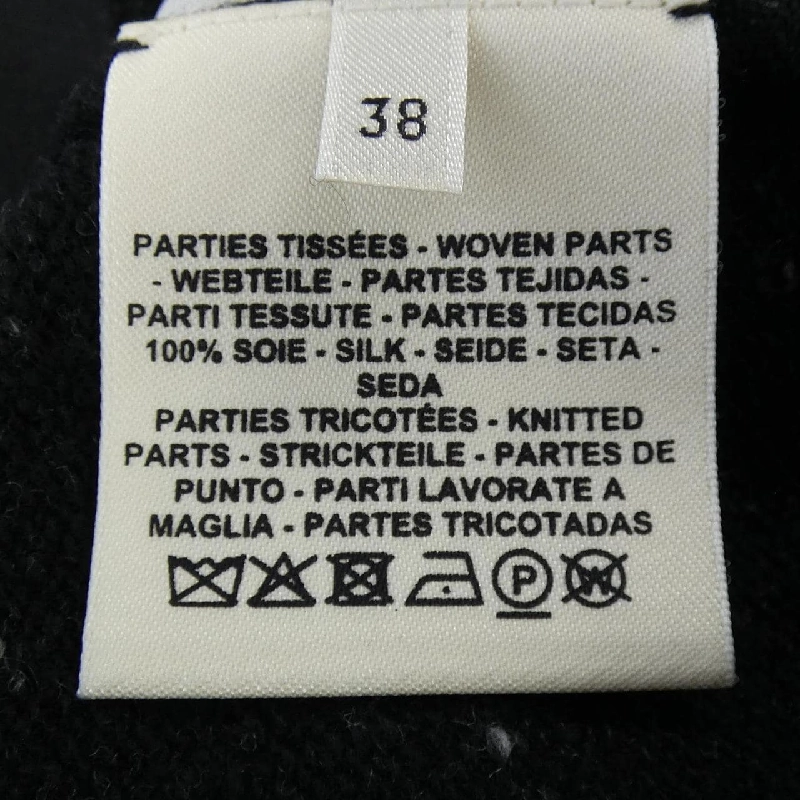 38
PARTIES TISSÉES - WOVEN PARTS
- WEBTEILE - PARTES TEJIDAS -
PARTI TESSUTE - PARTES TECIDAS
100% SOIE - SILK - SEIDE - SETA -
SEDA
PARTIES TRICOTÉES - KNITTED
PARTS - STRICKTEILE - PARTES DE
PUNTO - PARTI LAVORATE A
MAGLIA - PARTES TRICOTADAS
P W